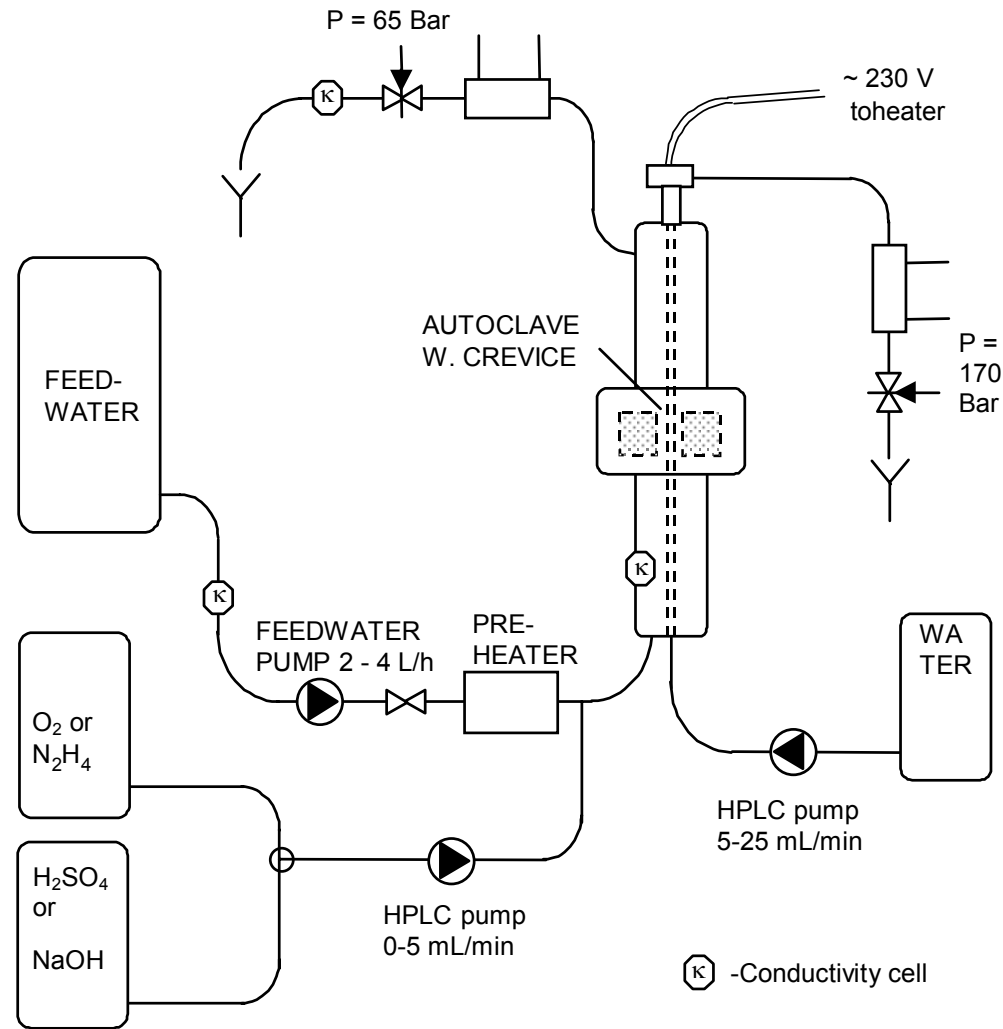 P = 65 Bar
κ
~ 230 V
toheater
AUTOCLAVE
W. CREVICE
P =
170
Bar
FEED-
WATER
κ
κ
FEEDWATER
PUMP 2 - 4 L/h
PRE-
HEATER
WA
TER
O₂ or
N₂H₄
HPLC pump
5-25 mL/min
H₂SO₄
or
NaOH
HPLC pump
0-5 mL/min
κ -Conductivity cell